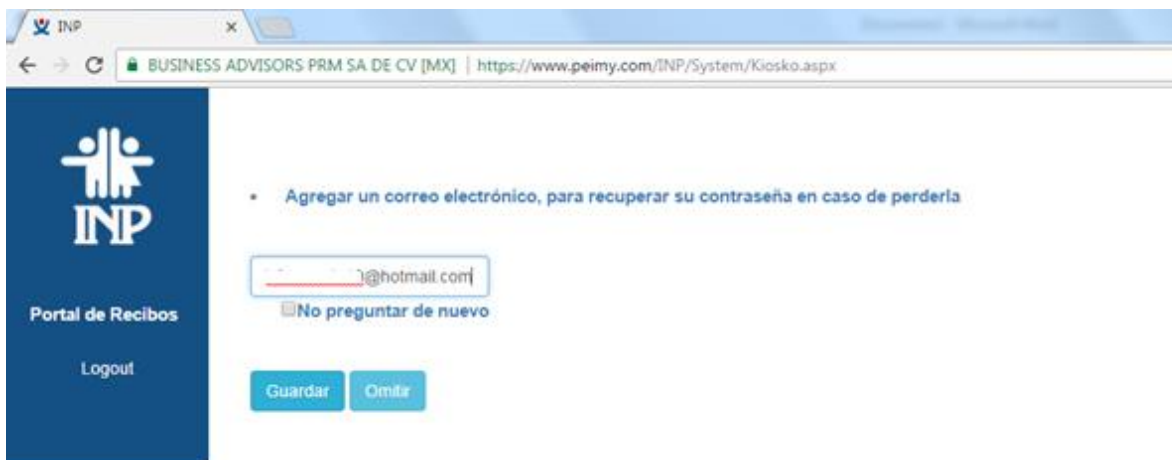 INP
BUSINESS ADVISORS PRM SA DE CV [MX] | https://www.peimy.com/INP/System/Kiosko.aspx
INP
Agregar un correo electrónico, para recuperar su contraseña en caso de perderla
@hotmail.com
No preguntar de nuevo
Portal de Recibos
Logout
Guardar Omitir